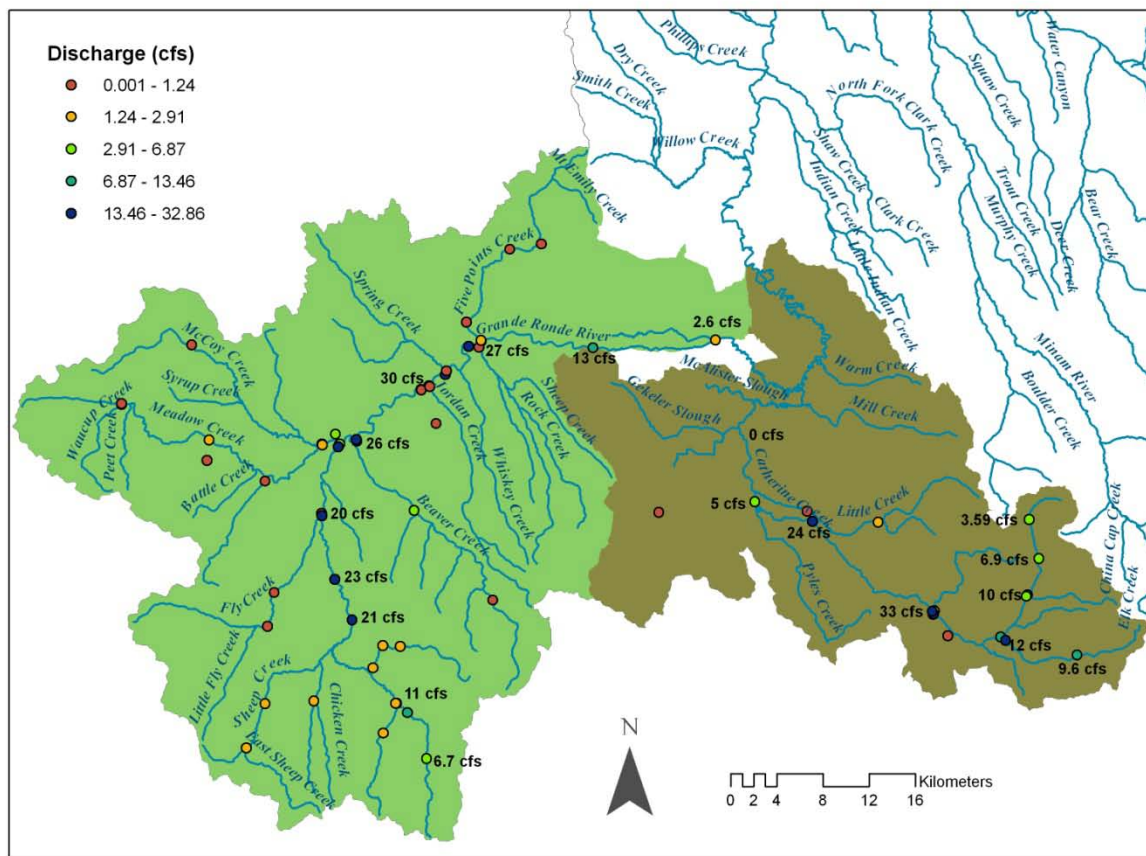 Discharge (cfs)
0.001 - 1.24
1.24 - 2.91
2.91 - 6.87
6.87 - 13.46
13.46 - 32.86
Phillips Creek
Dry Creek
Smith Creek
Willow Creek
North Fork Clark Creek
Squaw Creek
Water Canyon
Shaw Creek
Indian Creek
Clark Creek
Little Indian Creek
Trout Creek
Murphy Creek
Deer Creek
Bear Creek
Minam River
Boulder Creek
China Cap Creek
Elk Creek
Mt Emily Creek
Five Points Creek
Spring Creek
Grande Ronde River
2.6 cfs
13 cfs
27 cfs
30 cfs
McCoy Creek
Syrup Creek
Waucup Creek
Peet Creek
Meadow Creek
Battle Creek
26 cfs
Jordan Creek
Whiskey Creek
Rock Creek
Sheep Creek
McAlister Slough
Gekeler Slough
Warm Creek
Mill Creek
0 cfs
Catherine Creek
5 cfs
Little Creek
24 cfs
3.59 cfs
6.9 cfs
10 cfs
Pyles Creek
33 cfs
12 cfs
9.6 cfs
Beaver Creek
20 cfs
23 cfs
21 cfs
Fly Creek
Little Fly Creek
Sheep Creek
East Sheep Creek
Chicken Creek
11 cfs
6.7 cfs
N
Kilometers
0 2 4 8 12 16